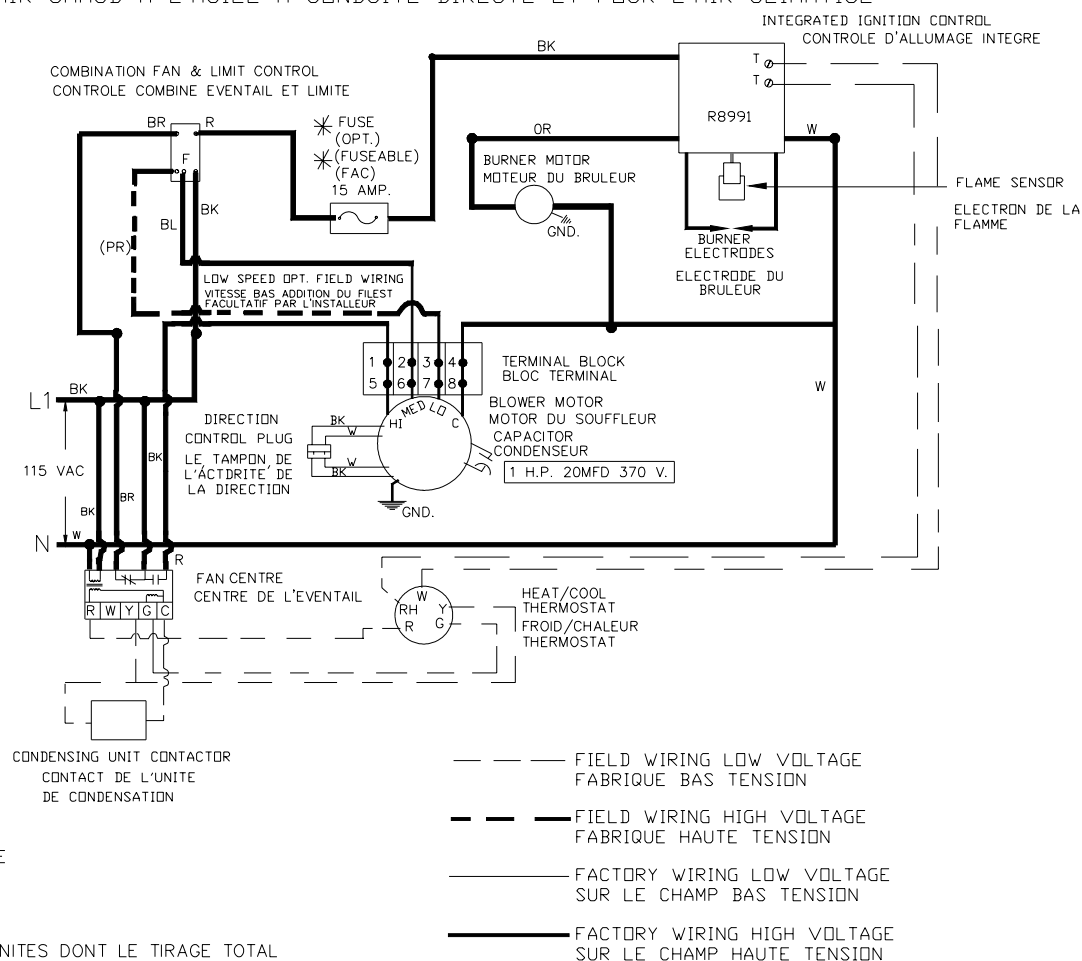 INTEGRATED IGNITION CONTROL
CONTROLE D'ALLUMAGE INTEGRE
BK
T
T
R8991
COMBINATION FAN & LIMIT CONTROL
CONTROLE COMBINE EVENTAIL ET LIMITE
BR
R
F
FUSE
(OPT.)
(FUSEABLE)
(FAC)
15 AMP.
OR
W
BURNER MOTOR
MOTEUR DU BRULEUR
GND.
FLAME SENSOR
ELECTRON DE LA
FLAMME
BURNER
ELECTRODES
ELECTRODE DU
BRULEUR
BK
BL
(PR)
LOW SPEED OPT. FIELD WIRING
VITESSE BAS ADDITION DU FILEST
FACULTATIF PAR L'INSTALLEUR
1 2 3 4
5 6 7 8
TERMINAL BLOCK
BLOC TERMINAL
W
L1
BK
BLOWER MOTOR
MOTOR DU SOUFFLEUR
CAPACITOR
CONDENSEUR
1 H.P. 20MFD 370 V.
HI
MED
LO
C
DIRECTION
CONTROL PLUG
LE TAMPON DE
L'ACTDRITE DE
LA DIRECTION
BK
W
W
BK
GND.
115 VAC
BK
BR
BK
N
W
R
FAN CENTRE
CENTRE DE L'EVENTAIL
R W Y G C
W
RH
Y
R
G
HEAT/COOL
THERMOSTAT
FROID/CHALEUR
THERMOSTAT
CONDENSING UNIT CONTACTOR
CONTACT DE L'UNITE
DE CONDENSATION
FIELD WIRING LOW VOLTAGE
FABRIQUE BAS TENSION
FIELD WIRING HIGH VOLTAGE
FABRIQUE HAUTE TENSION
FACTORY WIRING LOW VOLTAGE
SUR LE CHAMP BAS TENSION
FACTORY WIRING HIGH VOLTAGE
SUR LE CHAMP HAUTE TENSION
E
NITES DONT LE TIRAGE TOTAL